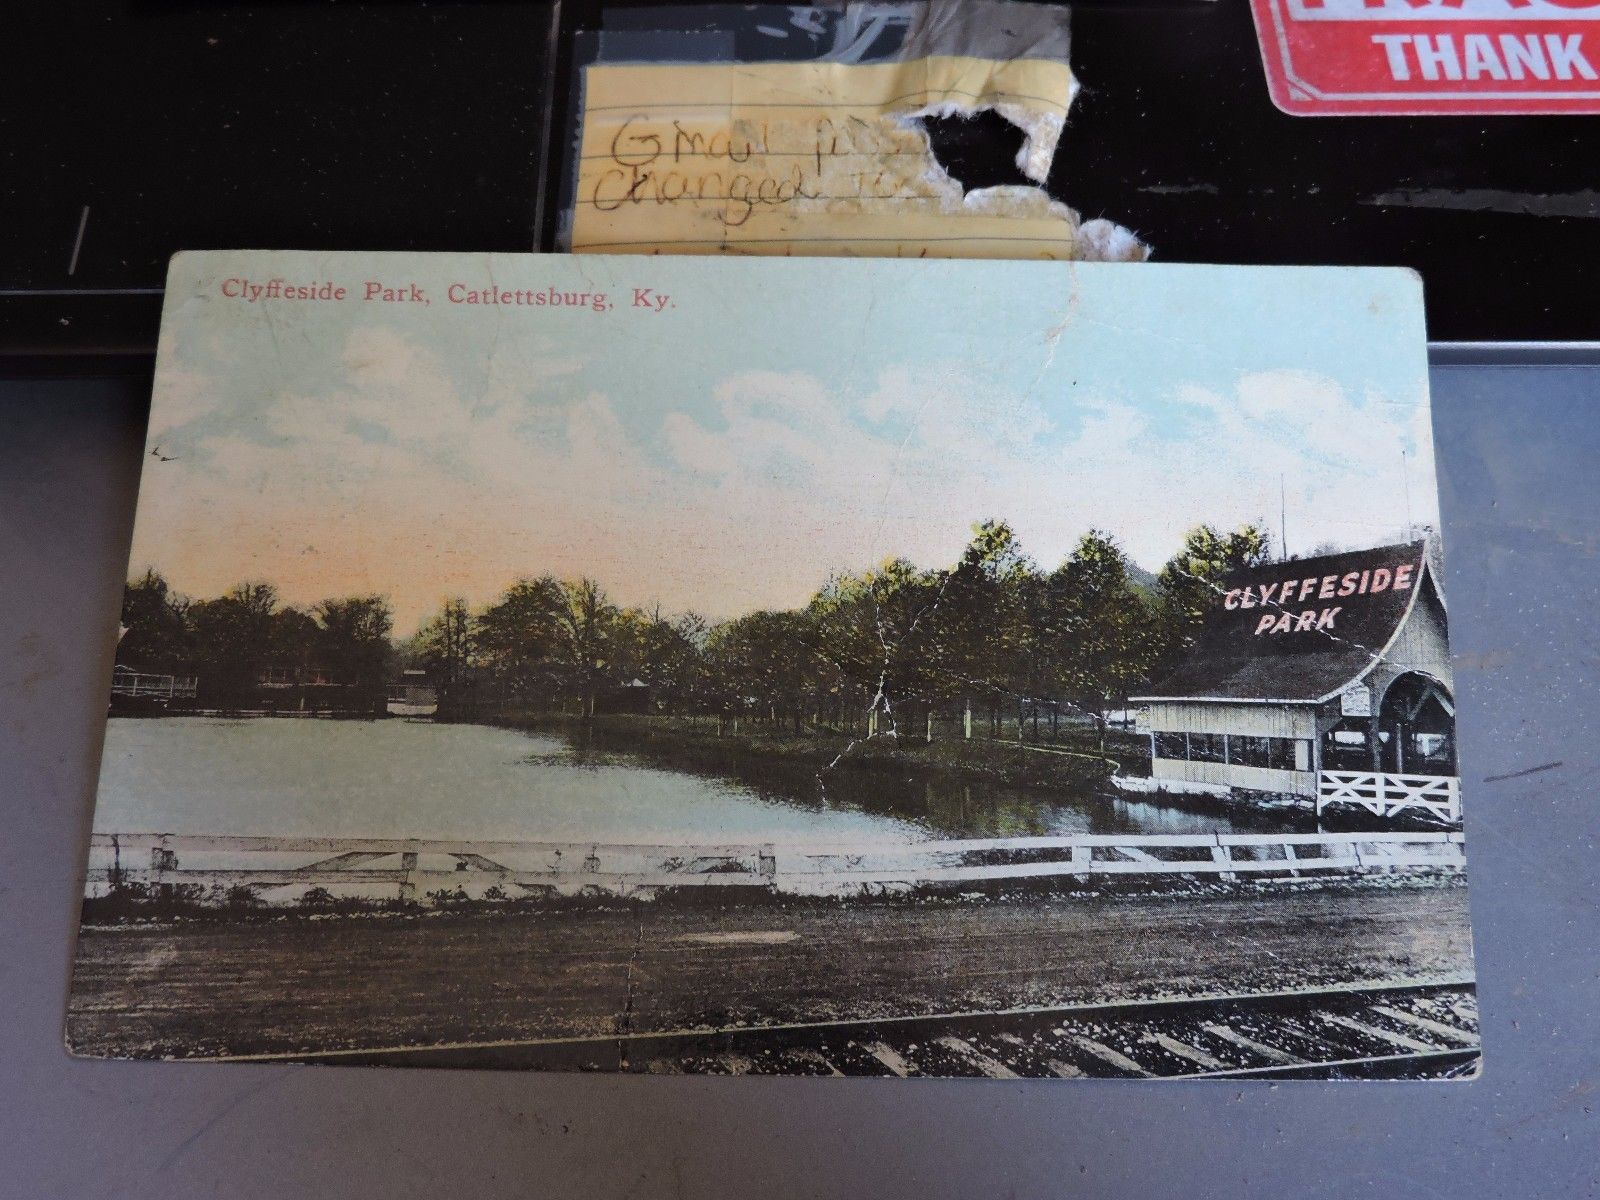 THANK
Gmail
changed
Clyffeside Park, Catlettsburg, Ky.
CLYFFESIDE
PARK